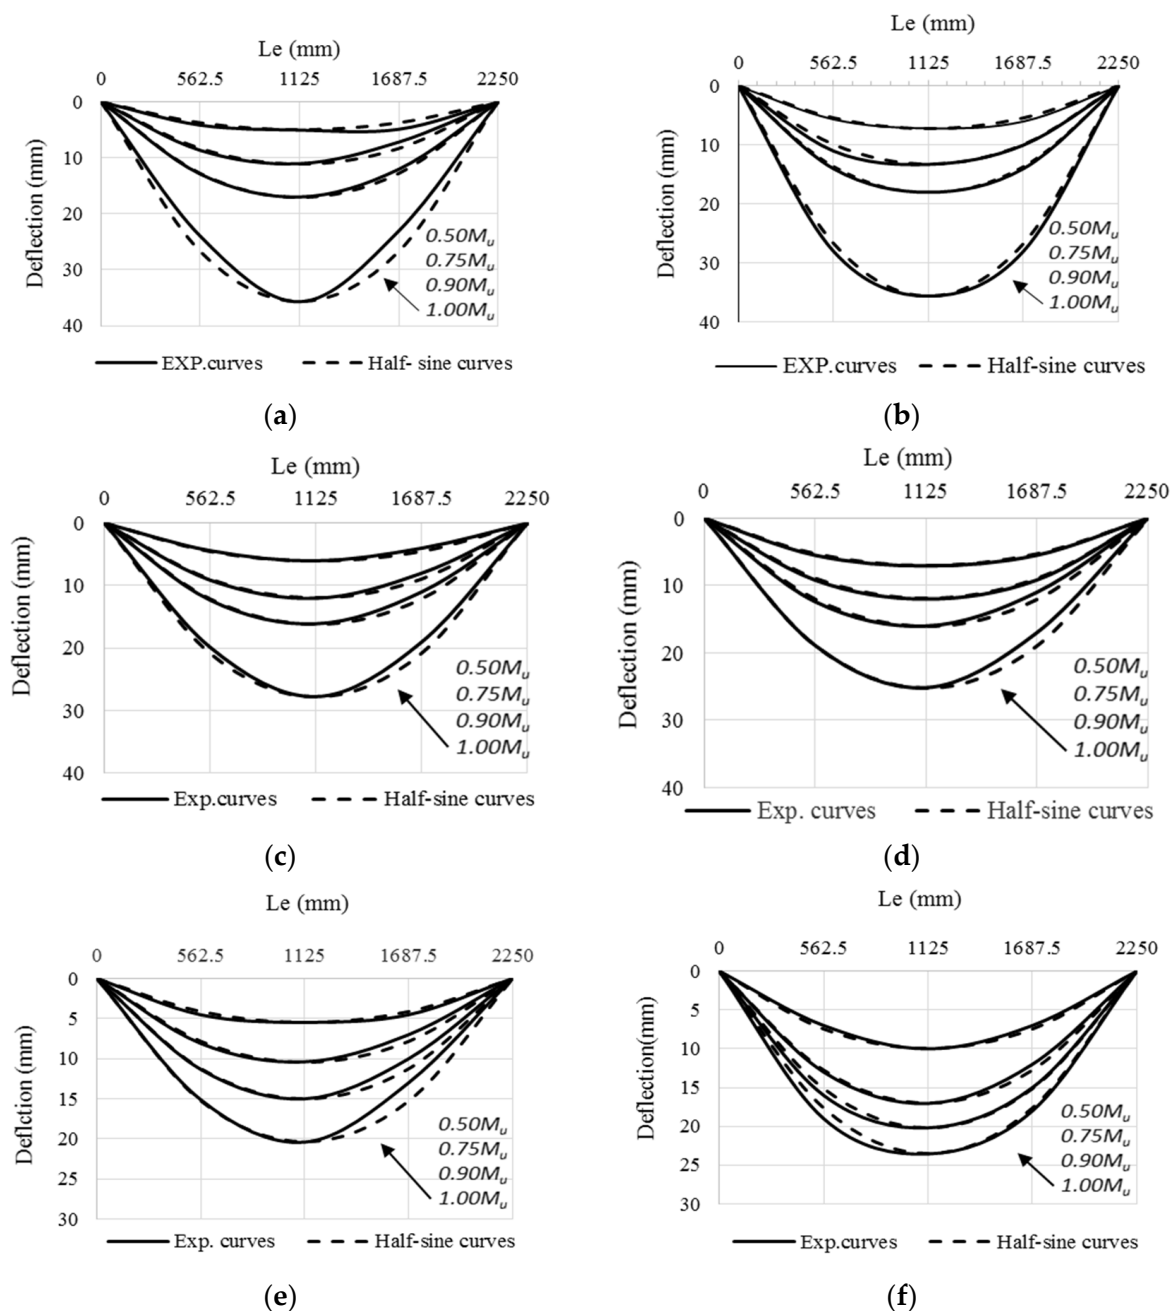 Le (mm)
0 562.5 1125 1687.5 2250
Deflection (mm)
0
10
20
30
40
0.50Mu
0.75Mu
0.90Mu
1.00Mu
EXP.curves Half- sine curves
(a)
Le (mm)
0 562.5 1125 1687.5 2250
Deflection (mm)
0
10
20
30
40
0.50Mu
0.75Mu
0.90Mu
1.00Mu
EXP.curves Half-sine curves
(b)
Le (mm)
0 562.5 1125 1687.5 2250
Deflection (mm)
0
10
20
30
40
0.50Mu
0.75Mu
0.90Mu
1.00Mu
Exp.curves Half-sine curves
(c)
Le (mm)
0 562.5 1125 1687.5 2250
Deflection (mm)
0
10
20
30
40
0.50Mu
0.75Mu
0.90Mu
1.00Mu
Exp. curves Half-sine curves
(d)
Le (mm)
0 562.5 1125 1687.5 2250
Deflction (mm)
0
5
10
15
20
25
30
0.50Mu
0.75Mu
0.90Mu
1.00Mu
Exp. curves Half-sine curves
(e)
Le (mm)
0 562.5 1125 1687.5 2250
Deflection(mm)
0
5
10
15
20
25
30
0.50Mu
0.75Mu
0.90Mu
1.00Mu
Exp.curves Half-sine curves
(f)